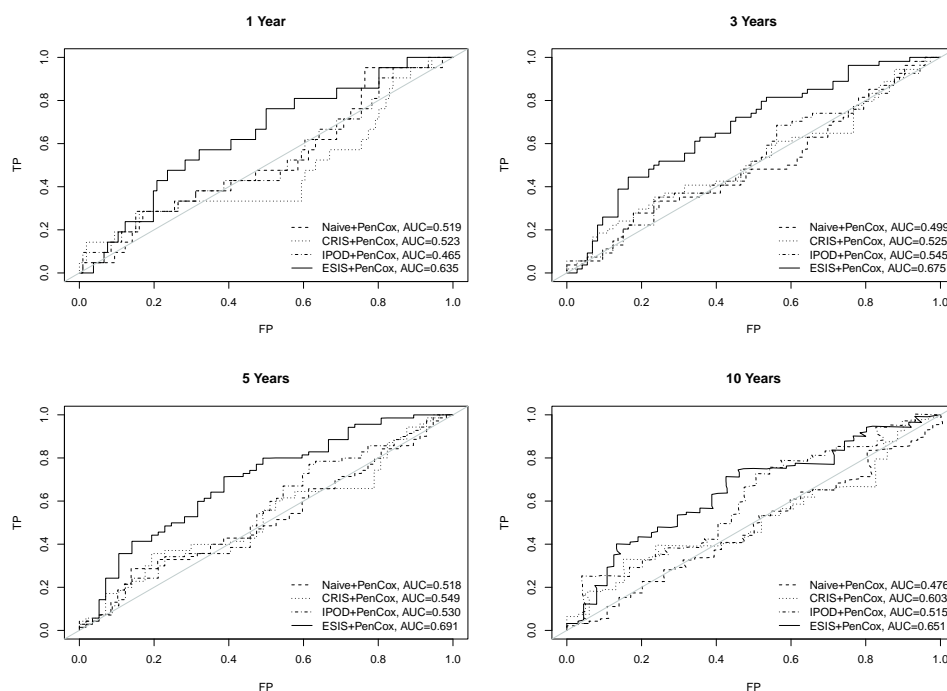 1 Year
TP
0.0 0.2 0.4 0.6 0.8 1.0
Naive+PenCox, AUC=0.519
CRIS+PenCox, AUC=0.523
IPOD+PenCox, AUC=0.465
ESIS+PenCox, AUC=0.635
0.0 0.2 0.4 0.6 0.8 1.0
FP
3 Years
TP
0.0 0.2 0.4 0.6 0.8 1.0
Naive+PenCox, AUC=0.499
CRIS+PenCox, AUC=0.525
IPOD+PenCox, AUC=0.545
ESIS+PenCox, AUC=0.675
0.0 0.2 0.4 0.6 0.8 1.0
FP
5 Years
TP
0.0 0.2 0.4 0.6 0.8 1.0
Naive+PenCox, AUC=0.518
CRIS+PenCox, AUC=0.549
IPOD+PenCox, AUC=0.530
ESIS+PenCox, AUC=0.691
0.0 0.2 0.4 0.6 0.8 1.0
FP
10 Years
TP
0.0 0.2 0.4 0.6 0.8 1.0
Naive+PenCox, AUC=0.476
CRIS+PenCox, AUC=0.603
IPOD+PenCox, AUC=0.515
ESIS+PenCox, AUC=0.651
0.0 0.2 0.4 0.6 0.8 1.0
FP